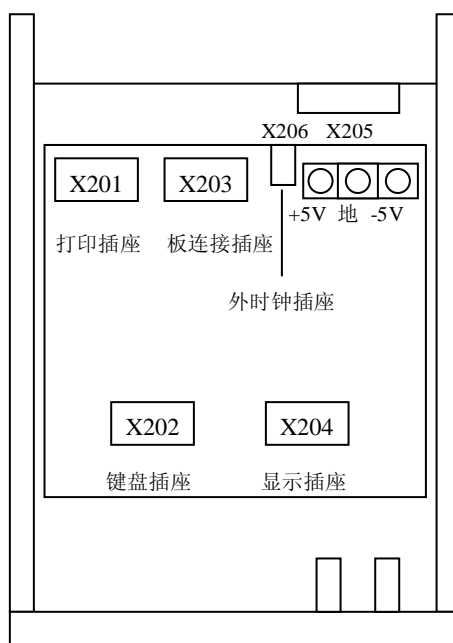 X206 X205
X201 X203
+5V 地 -5V
打印插座 板连接插座
外时钟插座
X202 X204
键盘插座 显示插座